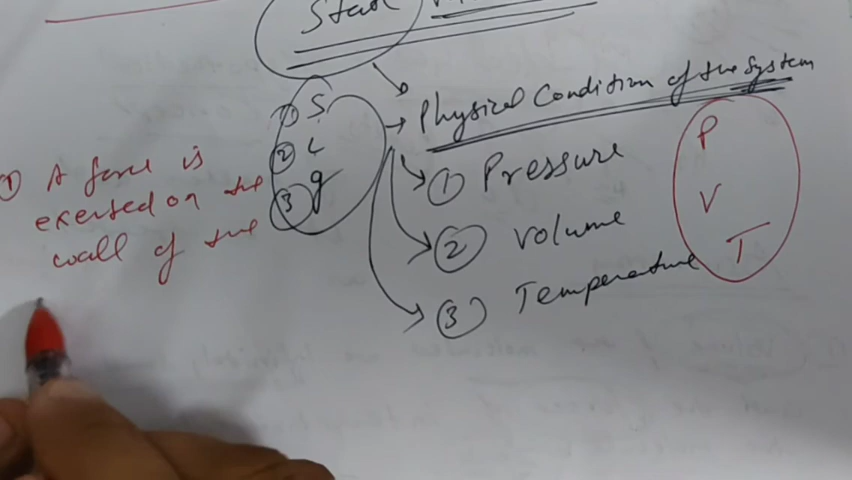 State
Physical Condition of the system
① S
② L
③ g
① Pressure
② Volume
③ Temperature
P
V
T
① A force is
exerted on the
wall of the